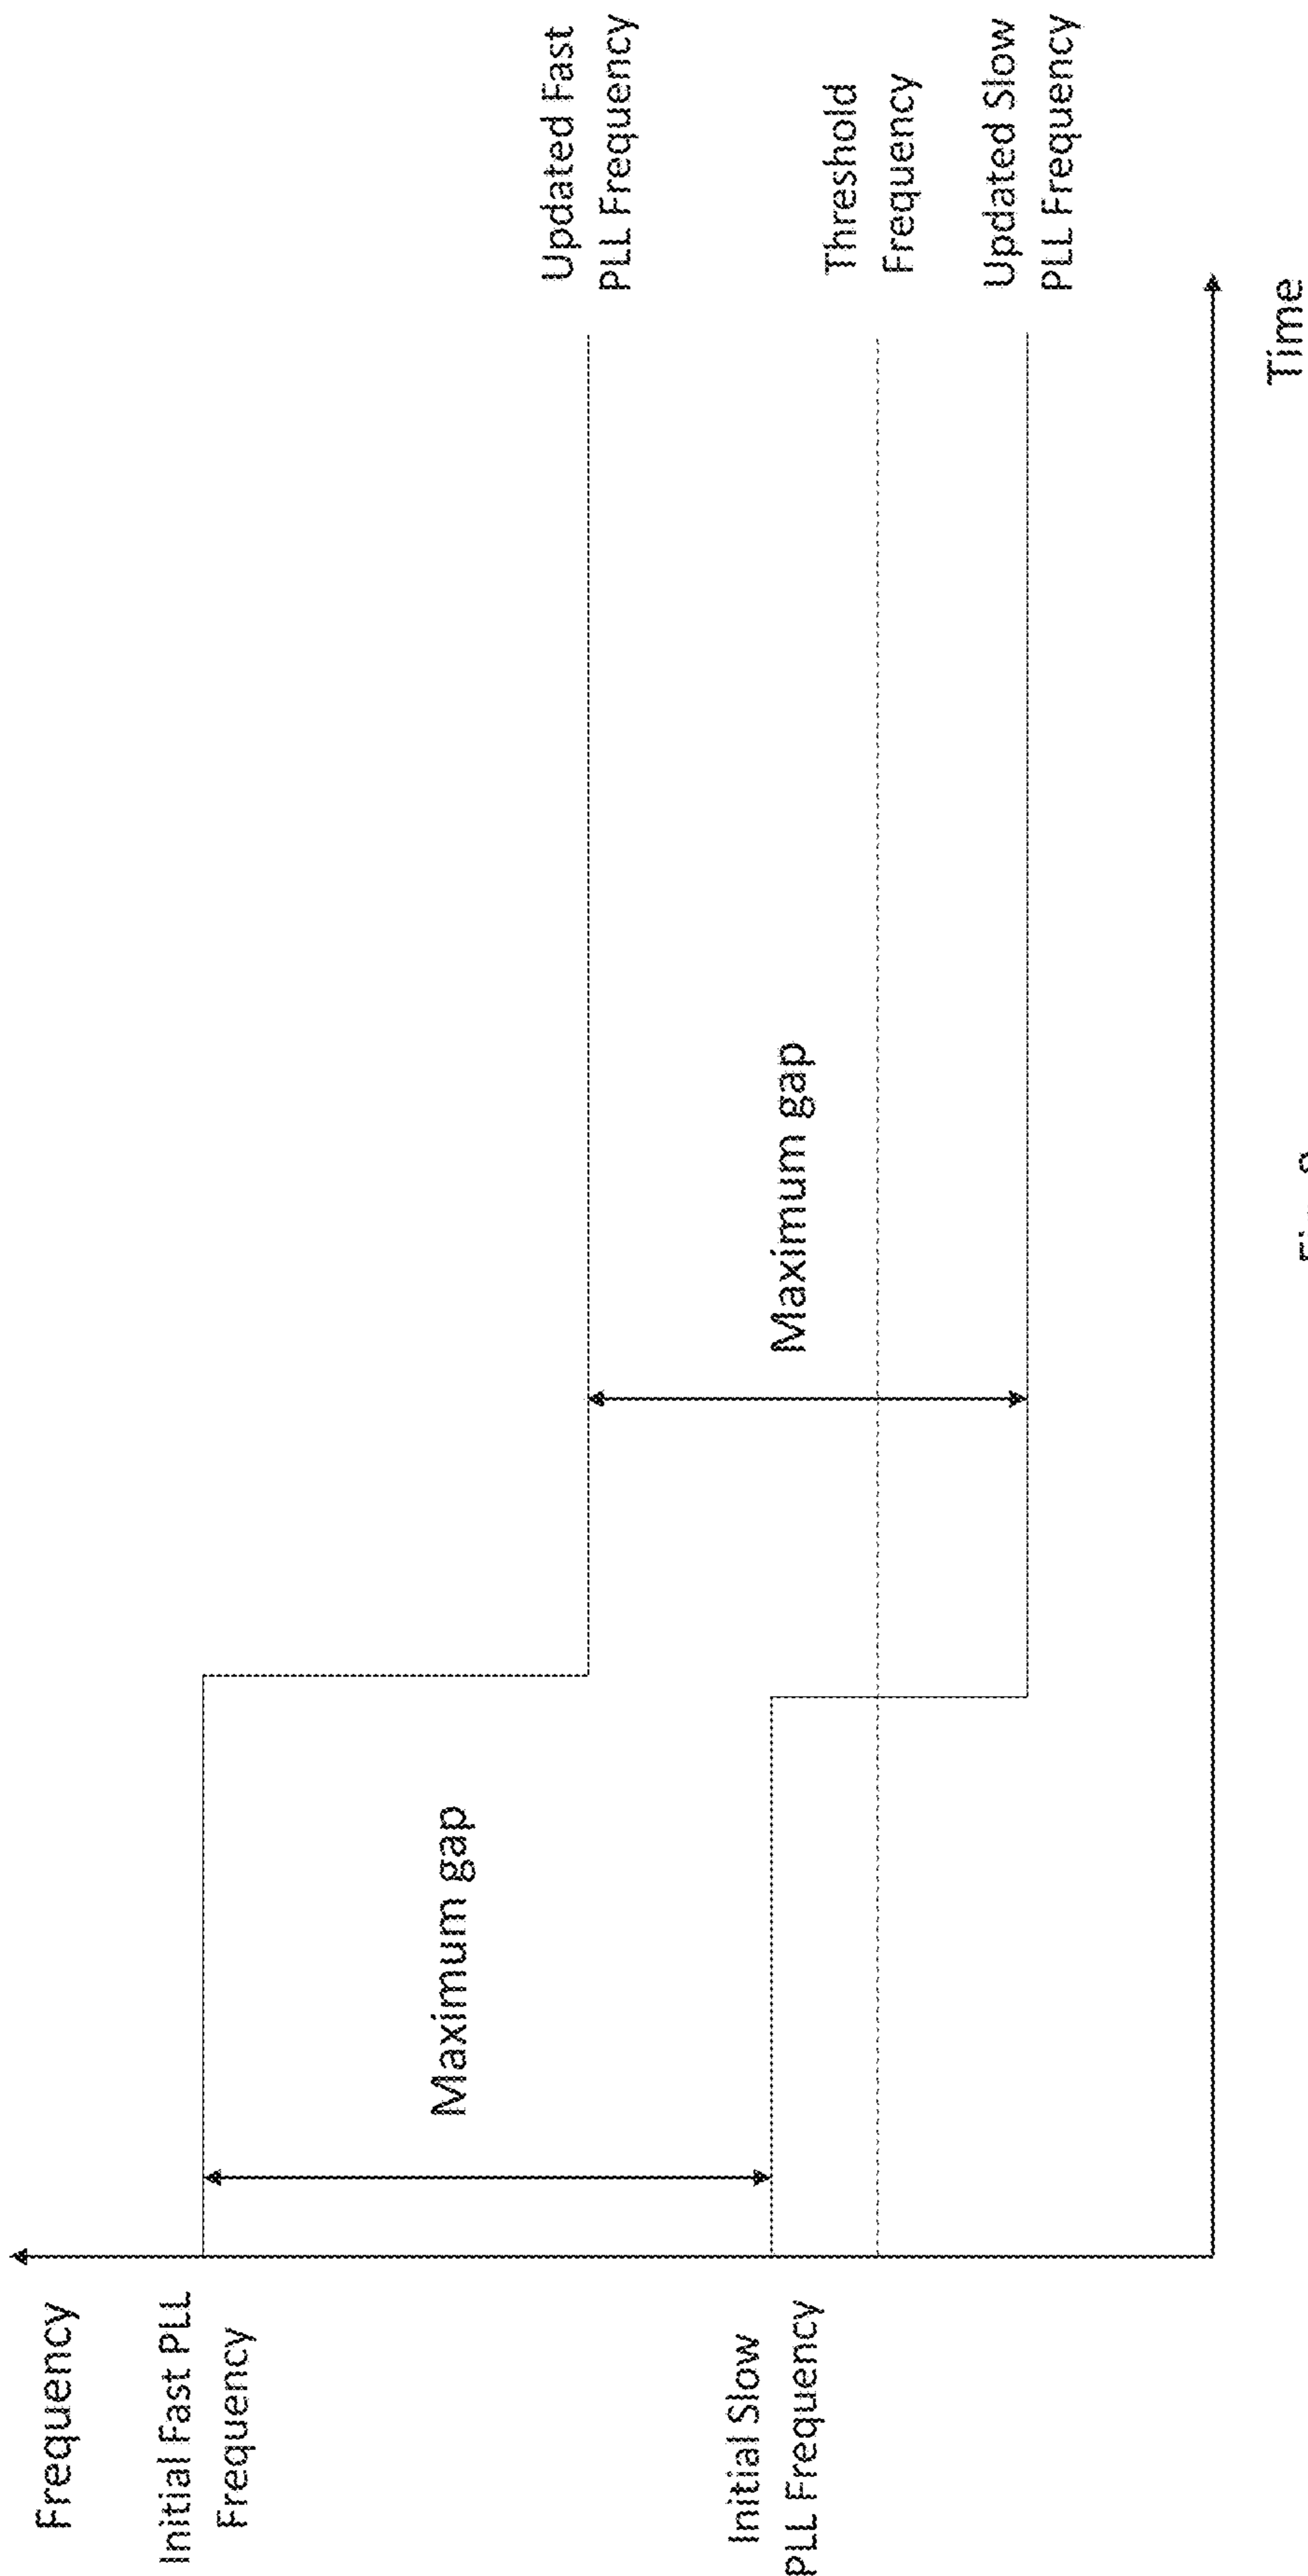 Frequency
Initial Fast PLL
Frequency
Initial Slow
PLL Frequency
Maximum gap
Maximum gap
Updated Fast
PLL Frequency
Threshold
Frequency
Updated Slow
PLL Frequency
Time